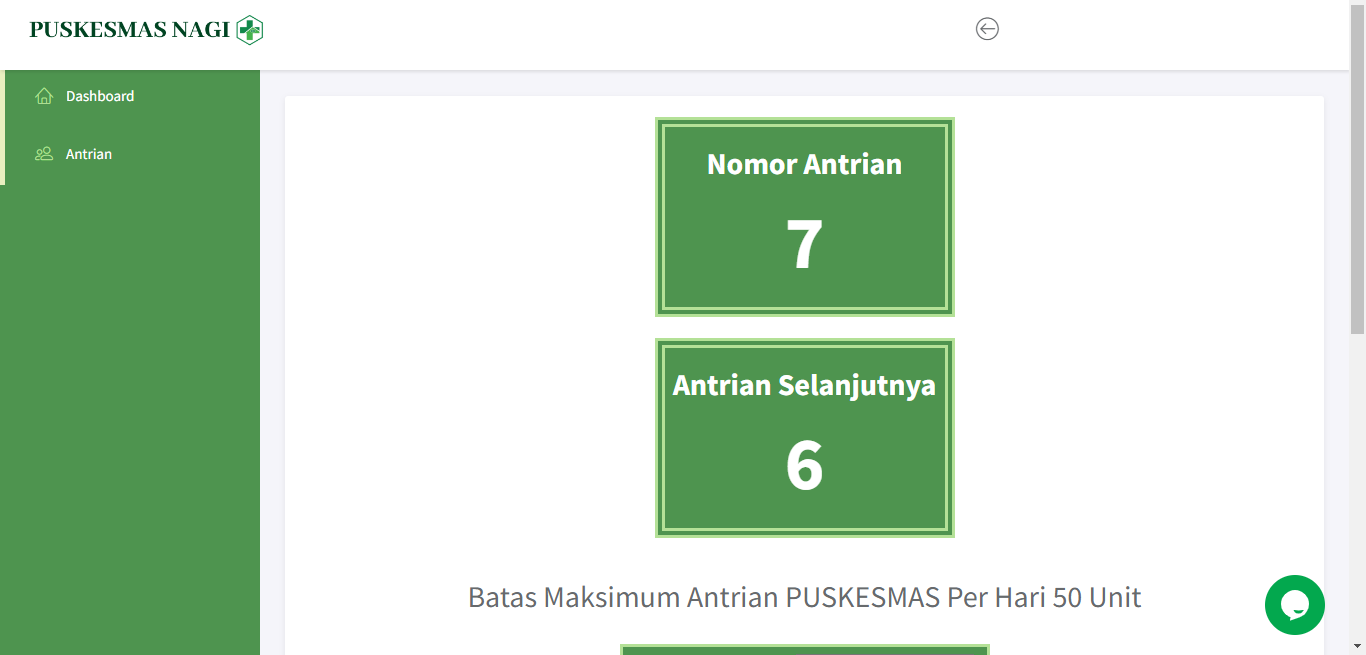 PUSKESMAS NAGI
Dashboard
Antrian
Nomor Antrian
7
Antrian Selanjutnya
6
Batas Maksimum Antrian PUSKESMAS Per Hari 50 Unit